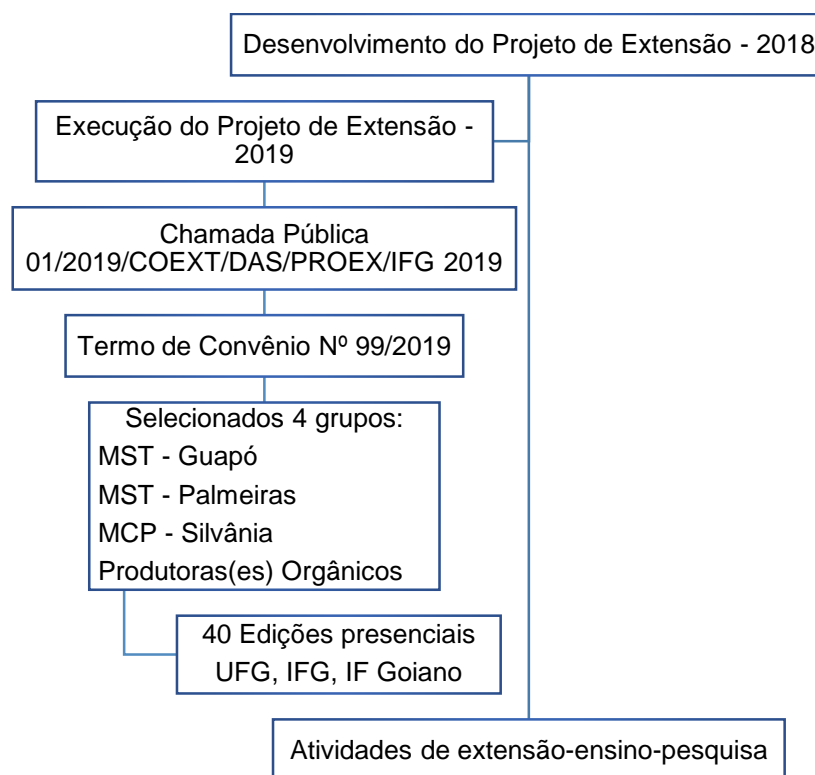 Desenvolvimento do Projeto de Extensão - 2018
Execução do Projeto de Extensão -
2019
Chamada Pública
01/2019/COEXT/DAS/PROEX/IFG 2019
Termo de Convênio Nº 99/2019
Selecionados 4 grupos:
MST - Guapó
MST - Palmeiras
MCP - Silvânia
Produtoras(es) Orgânicos
40 Edições presenciais
UFG, IFG, IF Goiano
Atividades de extensão-ensino-pesquisa